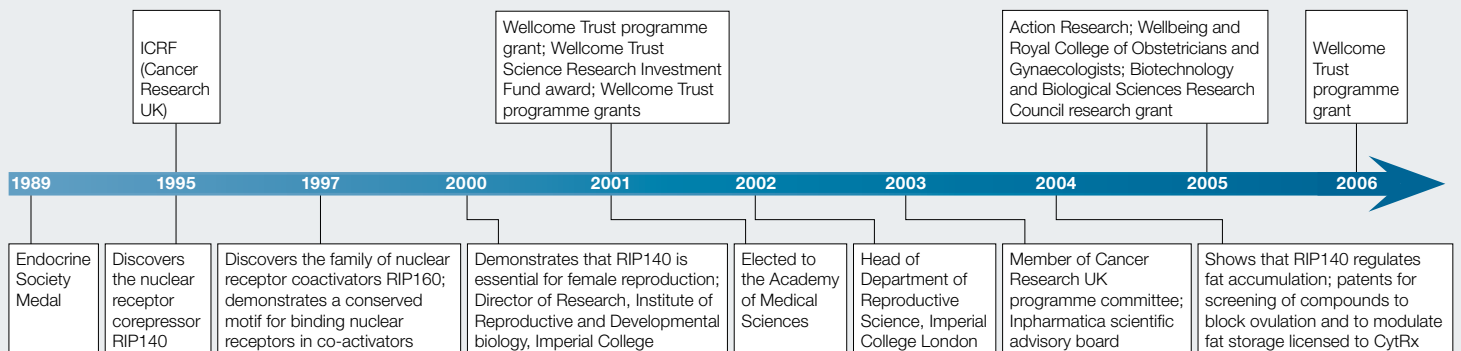 ICRF
(Cancer
Research
UK)
Wellcome Trust programme
grant; Wellcome Trust
Science Research Investment
Fund award; Wellcome Trust
programme grants
Action Research; Wellbeing and
Royal College of Obstetricians and
Gynaecologists; Biotechnology
and Biological Sciences Research
Council research grant
Wellcome
Trust
programme
grant
1989 1995 1997 2000 2001 2002 2003 2004 2005 2006
Endocrine
Society
Medal
Discovers
the nuclear
receptor
corepressor
RIP140
Discovers the family of nuclear
receptor coactivators RIP160;
demonstrates a conserved
motif for binding nuclear
receptors in co-activators
Demonstrates that RIP140 is
essential for female reproduction;
Director of Research, Institute of
Reproductive and Developmental
biology, Imperial College
Elected to
the Academy
of Medical
Sciences
Head of
Department of
Reproductive
Science, Imperial
College London
Member of Cancer
Research UK
programme committee;
Inpharmatica scientific
advisory board
Shows that RIP140 regulates
fat accumulation; patents for
screening of compounds to
block ovulation and to modulate
fat storage licensed to CytRx